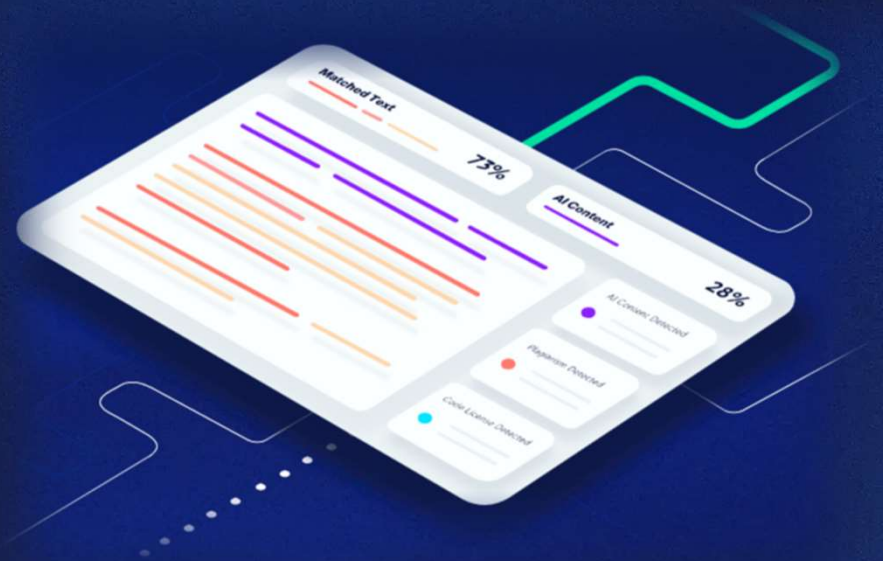 Matched Text
73%
AI Content
28%
AI Content Detected
Plagiarism Detected
Code License Detected